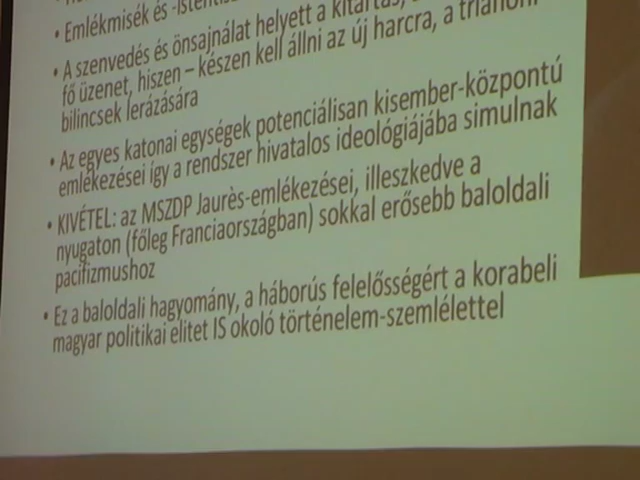 • Emlékmisék és
• A szenvedés és önsajnálat helyett a kitartás,
fő üzenet, hiszen – készen kell állni az új harcra, a trianoni
bilincsek lerázására
• Az egyes katonai egységek potenciálisan kisember-központú
emlékezései így a rendszer hivatalos ideológiájába simulnak
• KIVÉTEL: az MSZDP Jaurès-emlékezései, illeszkedve a
nyugaton (főleg Franciaországban) sokkal erősebb baloldali
pacifizmushoz
• Ez a baloldali hagyomány, a háborús felelősségért a korabeli
magyar politikai elitet IS okoló történelem-szemlélettel